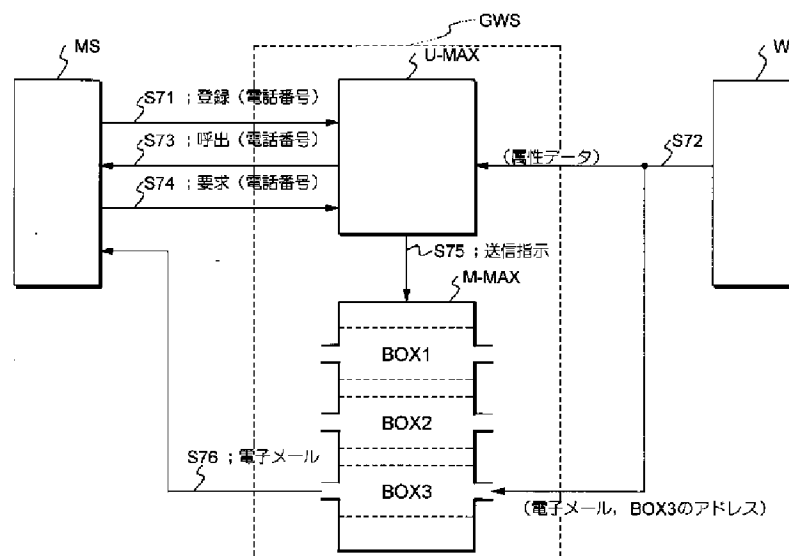 GWS
MS
U-MAX
W
S71 ; 登録 (電話番号)
S73 ; 呼出 (電話番号)
S72
(属性データ)
S74 ; 要求 (電話番号)
S75 ; 送信指示
M-MAX
BOX1
BOX2
S76 ; 電子メール
BOX3
(電子メール, BOX3のアドレス)